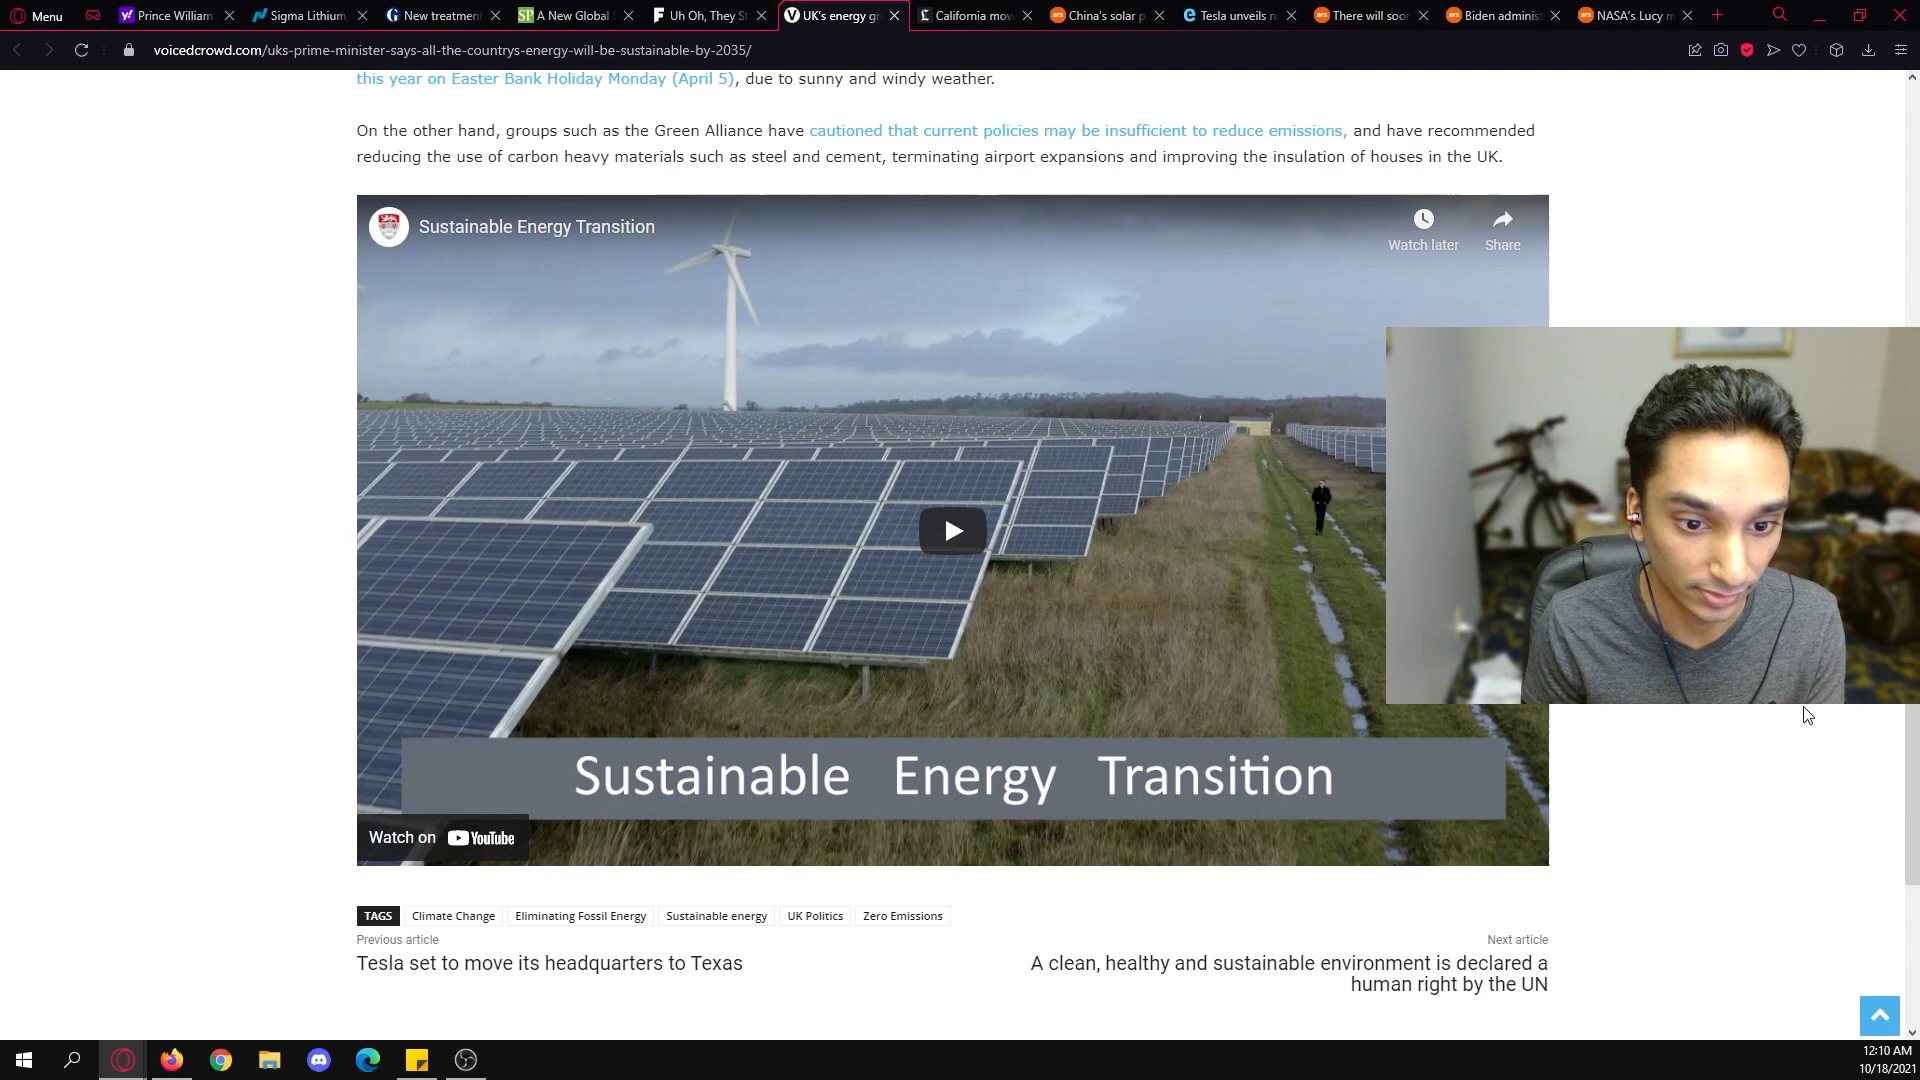 Menu
Prince William
Sigma Lithium,
New treatment
A New Global
Uh Oh, They St
UK's energy gr
California mov
China's solar p
Tesla unveils n
There will soon
Biden administ
NASA's Lucy m
voicedcrowd.com/uks-prime-minister-says-all-the-countrys-energy-will-be-sustainable-by-2035/
this year on Easter Bank Holiday Monday (April 5), due to sunny and windy weather.
On the other hand, groups such as the Green Alliance have cautioned that current policies may be insufficient to reduce emissions, and have recommended
reducing the use of carbon heavy materials such as steel and cement, terminating airport expansions and improving the insulation of houses in the UK.
Sustainable Energy Transition
Watch later
Share
Sustainable Energy Transition
Watch on YouTube
TAGS
Climate Change
Eliminating Fossil Energy
Sustainable energy
UK Politics
Zero Emissions
Previous article
Next article
Tesla set to move its headquarters to Texas
A clean, healthy and sustainable environment is declared a
human right by the UN
12:10 AM
10/18/2021